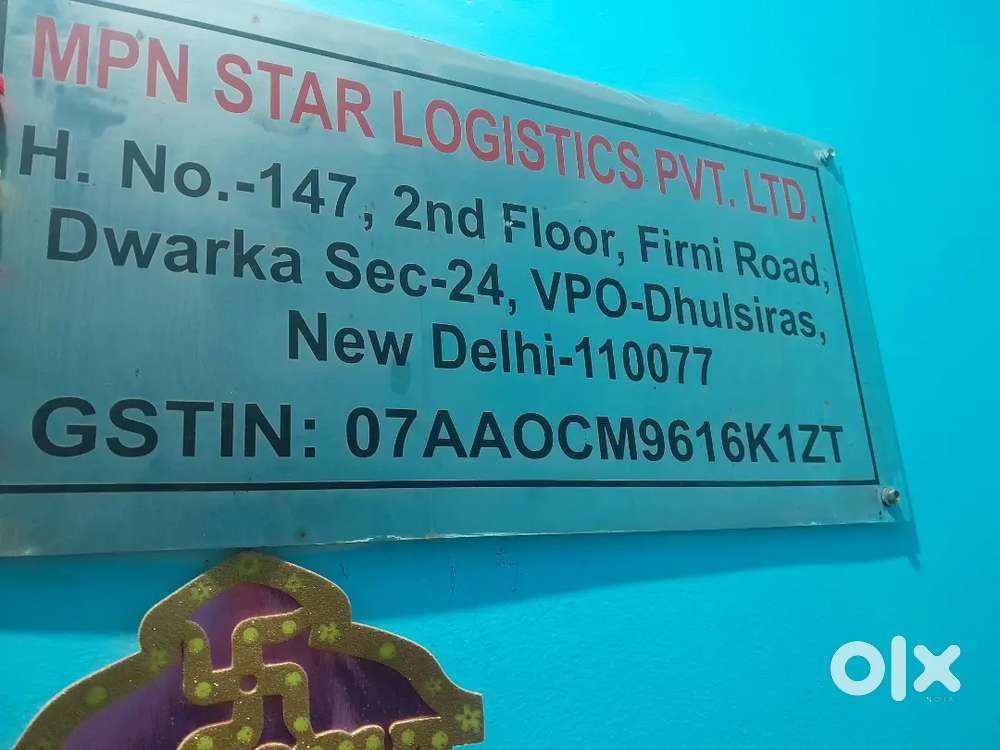 MPN STAR LOGISTICS PVT. LTD.
H. No.-147, 2nd Floor, Firni Road,
Dwarka Sec-24, VPO-Dhulsiras,
New Delhi-110077
GSTIN: 07AAOCM9616K1ZT
olx
INDIA